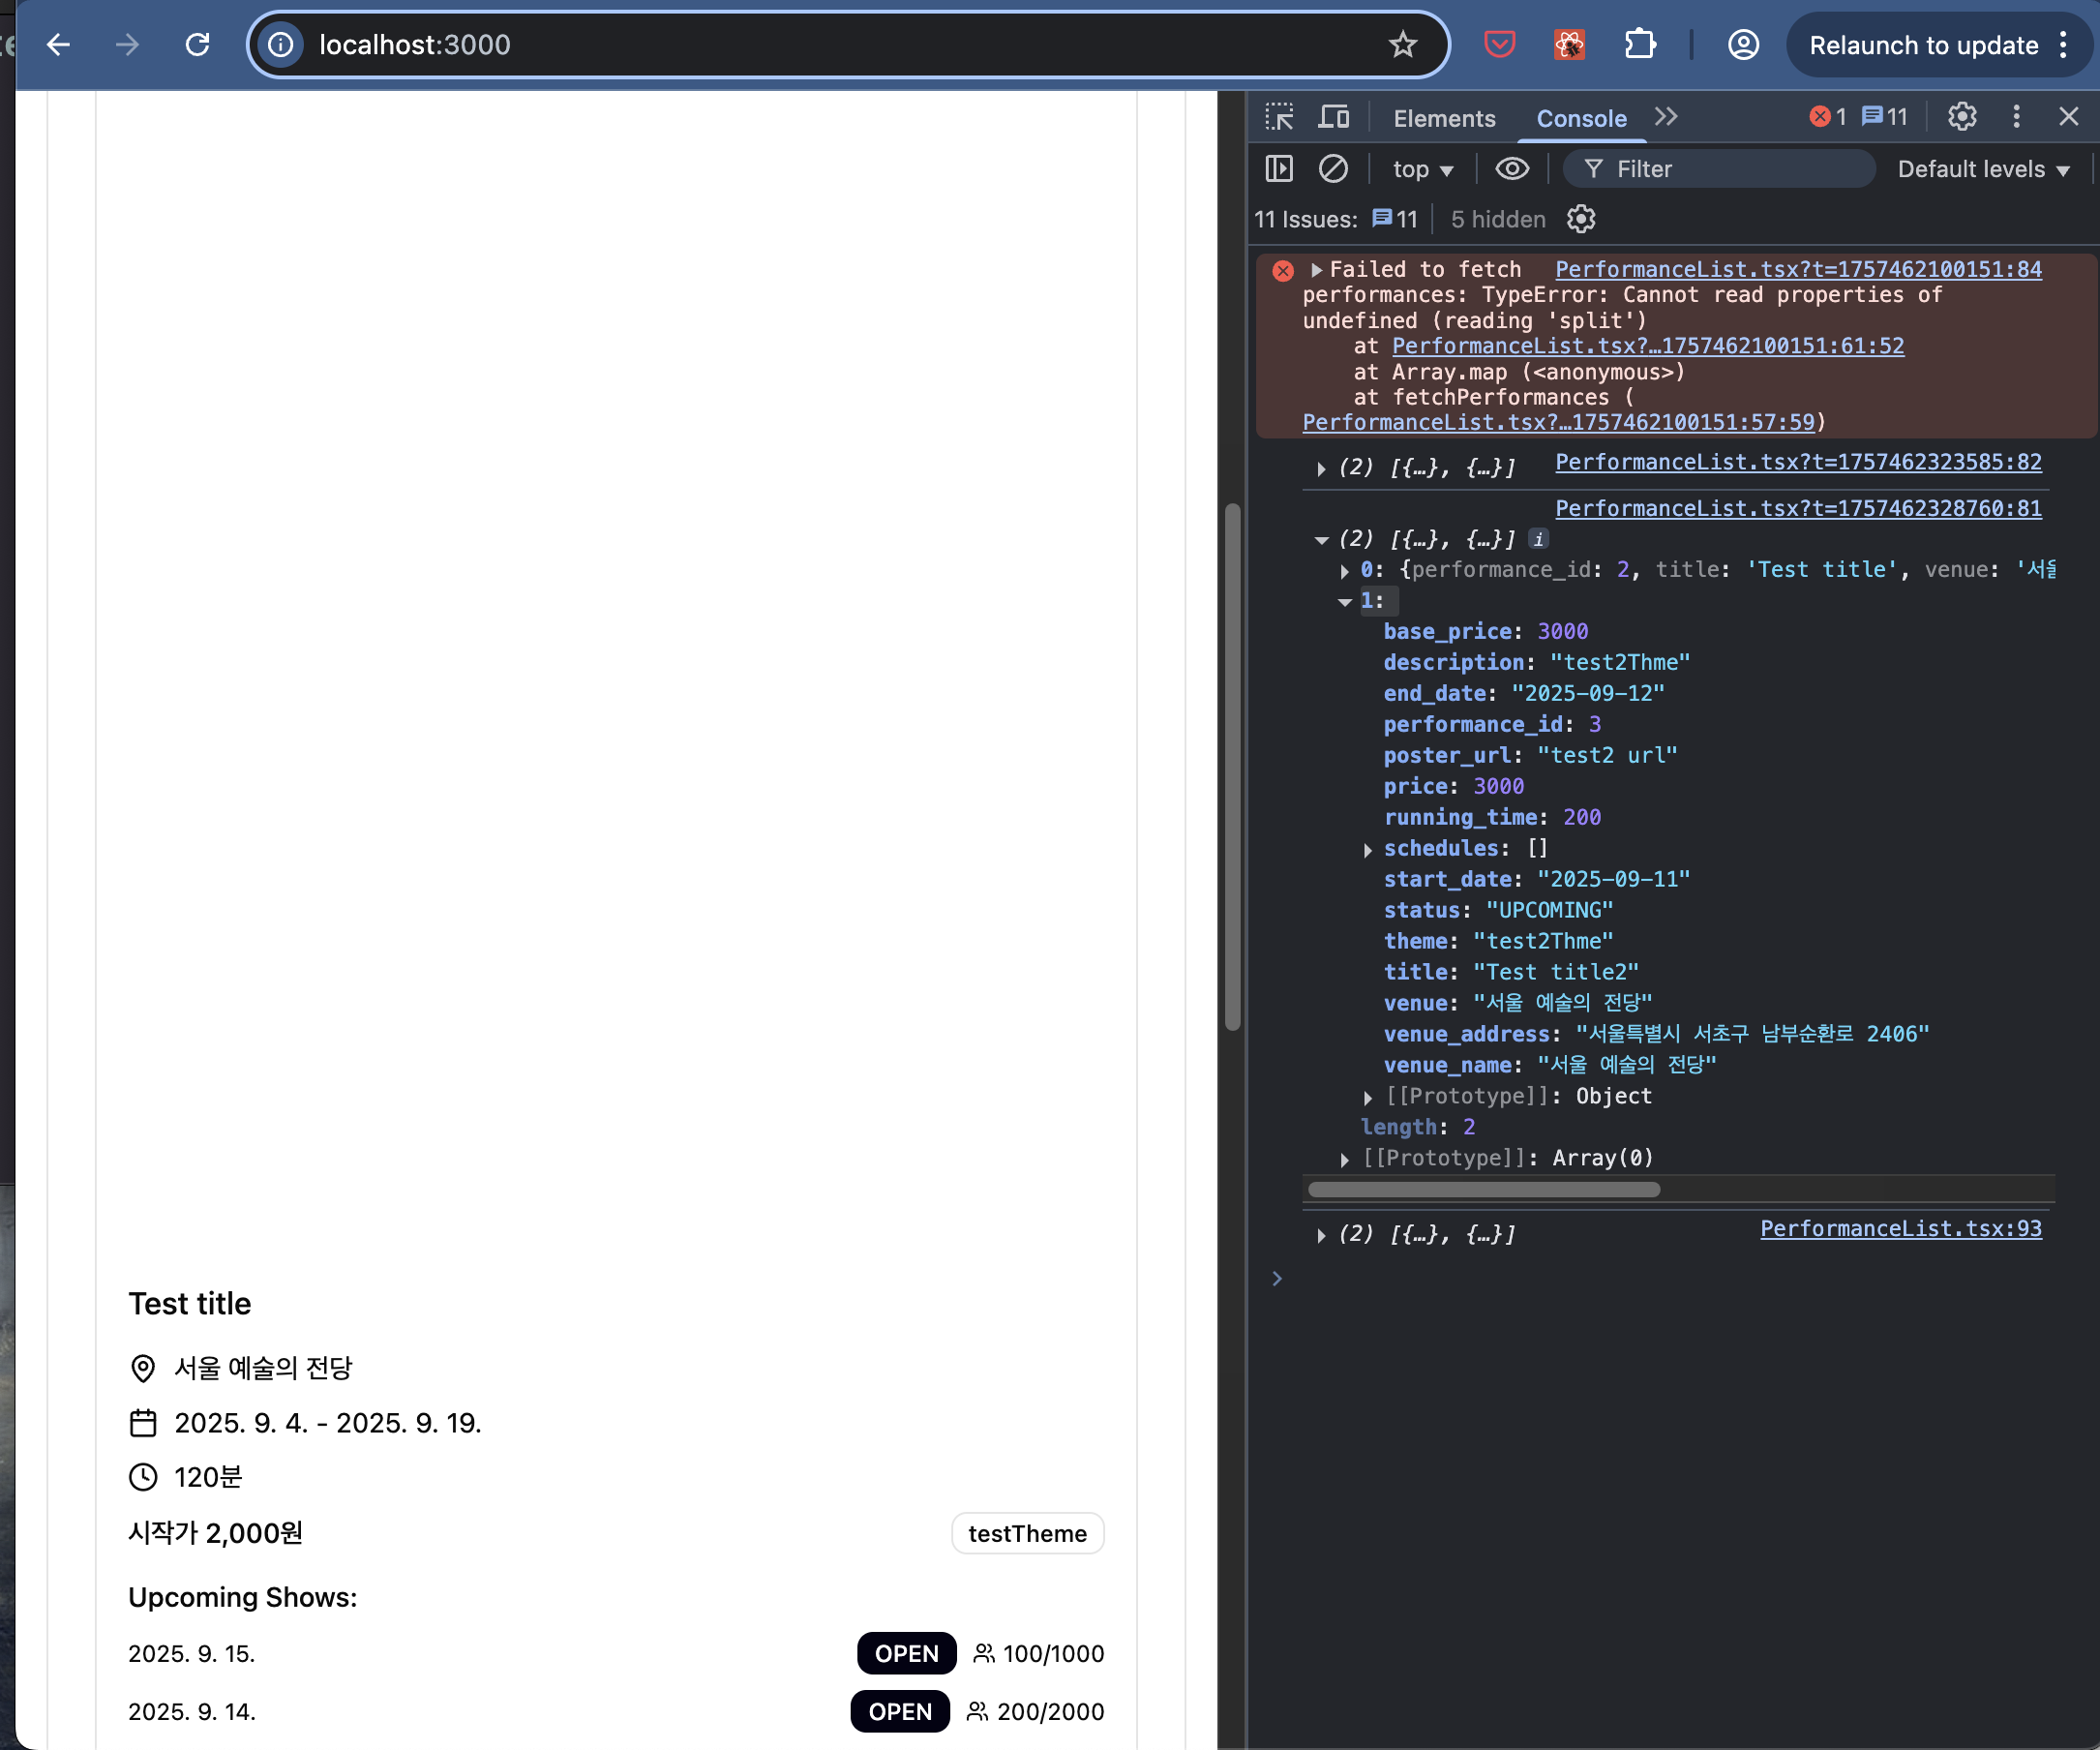 localhost:3000
Relaunch to update
Test title
서울 예술의 전당
2025. 9. 4. - 2025. 9. 19.
120분
시작가 2,000원
testTheme
Upcoming Shows:
2025. 9. 15. OPEN 100/1000
2025. 9. 14. OPEN 200/2000
Elements Console 1 11
top Filter Default levels
11 Issues: 11 5 hidden
Failed to fetch PerformanceList.tsx?t=1757462100151:84
performances: TypeError: Cannot read properties of
undefined (reading 'split')
at PerformanceList.tsx?…1757462100151:61:52
at Array.map (<anonymous>)
at fetchPerformances (
PerformanceList.tsx?…1757462100151:57:59)
(2) [{…}, {…}] PerformanceList.tsx?t=1757462323585:82
PerformanceList.tsx?t=1757462328760:81
(2) [{…}, {…}] i
0: {performance_id: 2, title: 'Test title', venue: '서울
1:
base_price: 3000
description: "test2Thme"
end_date: "2025-09-12"
performance_id: 3
poster_url: "test2 url"
price: 3000
running_time: 200
schedules: []
start_date: "2025-09-11"
status: "UPCOMING"
theme: "test2Thme"
title: "Test title2"
venue: "서울 예술의 전당"
venue_address: "서울특별시 서초구 남부순환로 2406"
venue_name: "서울 예술의 전당"
[[Prototype]]: Object
length: 2
[[Prototype]]: Array(0)
(2) [{…}, {…}] PerformanceList.tsx:93